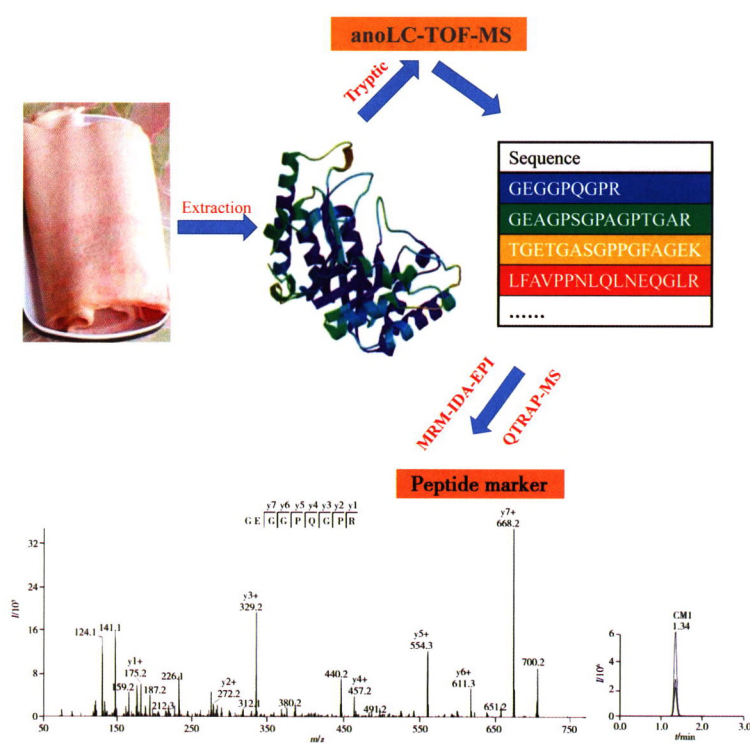 anoLC-TOF-MS
Tryptic
Extraction
Sequence
GEGGPQGPR
GEAGPSGPAGPTGAR
TGETGASGPPGFAGEK
LFAVPPNLQLNEQGLR
......
MRM-IDA-EPI
QTRAP-MS
Peptide marker
y7 y6 y5 y4 y3 y2 y1
G E G G P Q G P R
I/10⁵
32
24
16
8
0
124.1
141.1
159.2
y1+
175.2
187.2
212.3
226.1
y2+
272.2
312.1
y3+
329.2
380.2
440.2
y4+
457.2
491.2
y5+
554.3
y6+
611.3
651.2
y7+
668.2
700.2
50
150
250
350
450
550
650
750
m/z
CM1
1.34
6
4
2
0
0.0
1.0
2.0
3.0
t/min